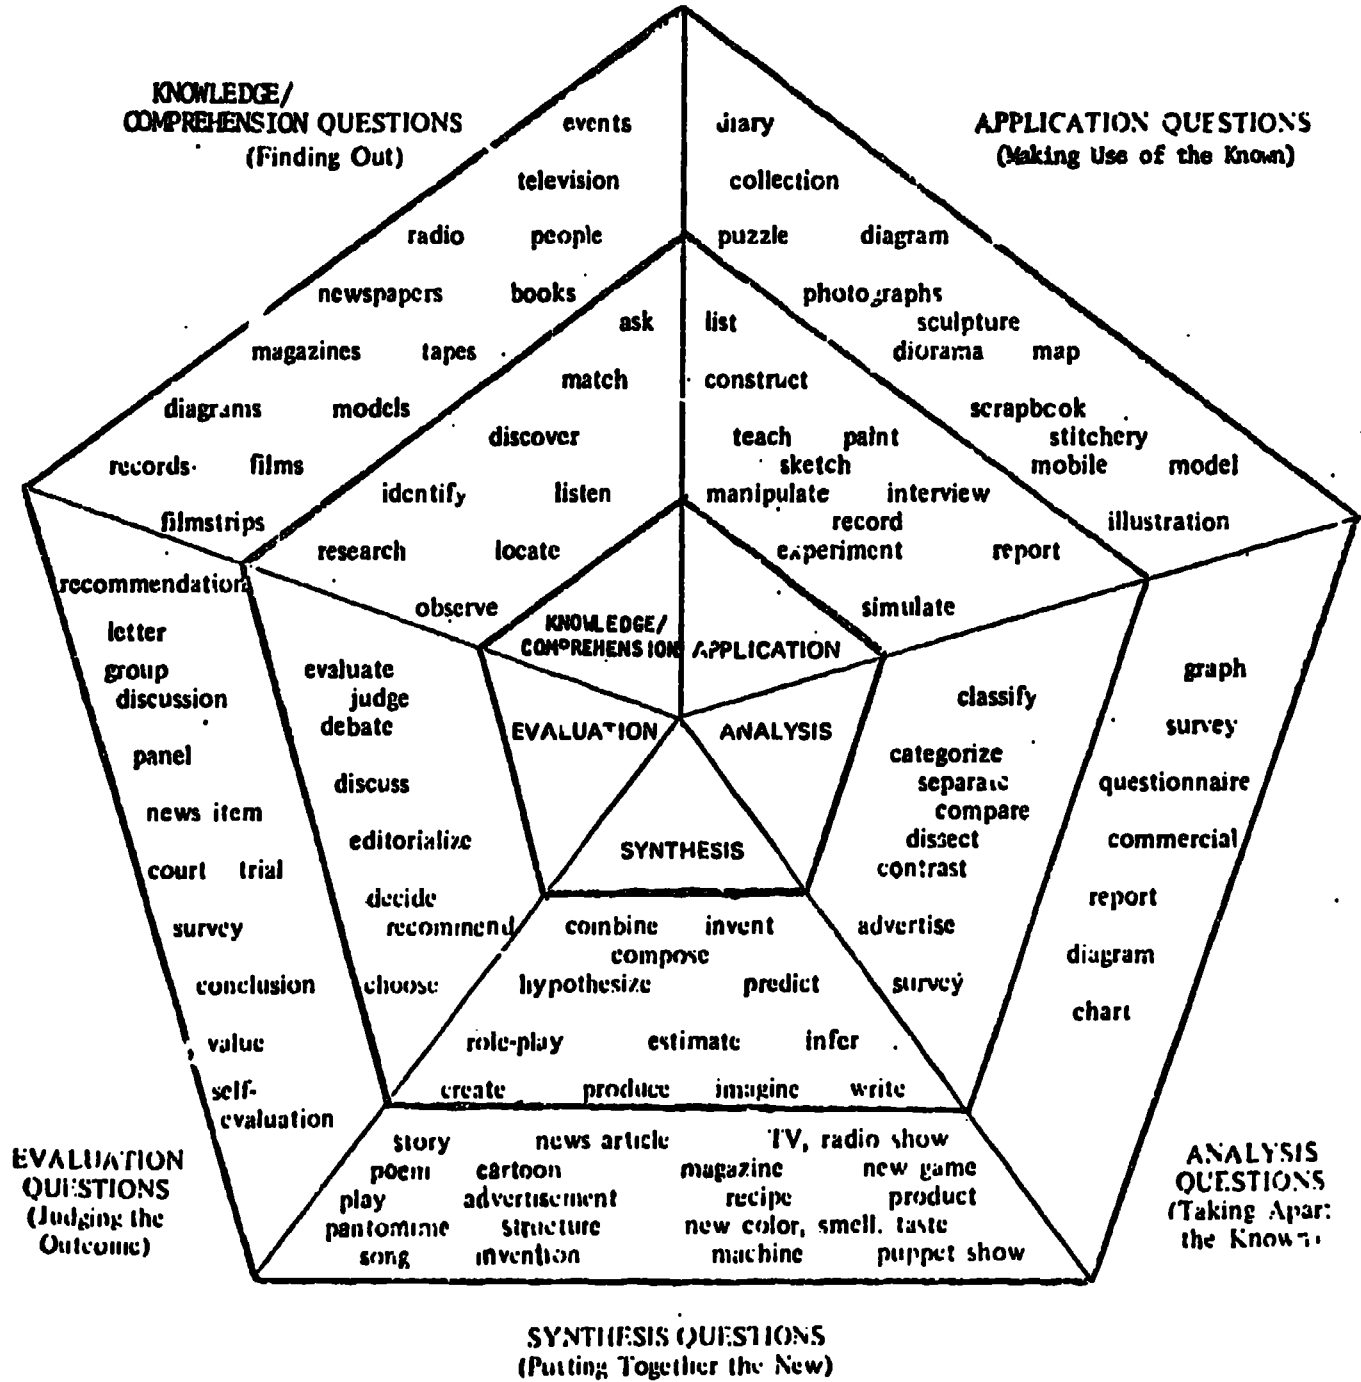 KNOWLEDGE/
COMPREHENSION QUESTIONS
(Finding Out)
events
television
radio people
newspapers books
magazines tapes
diagrams models
records films
filmstrips
APPLICATION QUESTIONS
(Making Use of the Known)
diary
collection
puzzle diagram
photographs
sculpture
diorama map
scrapbook
stitchery
mobile model
illustration
ask
match
discover
identify listen
research locate
observe
list
construct
teach paint
sketch
manipulate interview
record
experiment report
simulate
KNOWLEDGE/
COMPREHENSION
APPLICATION
EVALUATION
ANALYSIS
SYNTHESIS
recommendation
letter
group
discussion
panel
news item
court trial
survey
conclusion
value
self-
evaluation
evaluate
judge
debate
discuss
editorialize
decide
recommend
choose
classify
categorize
separate
compare
dissect
contrast
advertise
survey
graph
survey
questionnaire
commercial
report
diagram
chart
combine invent
compose
hypothesize predict
role-play estimate infer
create produce imagine write
story news article TV, radio show
poem cartoon magazine new game
play advertisement recipe product
pantomime structure new color, smell. taste
song invention machine puppet show
EVALUATION
QUESTIONS
(Judging the
Outcome)
ANALYSIS
QUESTIONS
(Taking Apart
the Known)
SYNTHESIS QUESTIONS
(Putting Together the New)